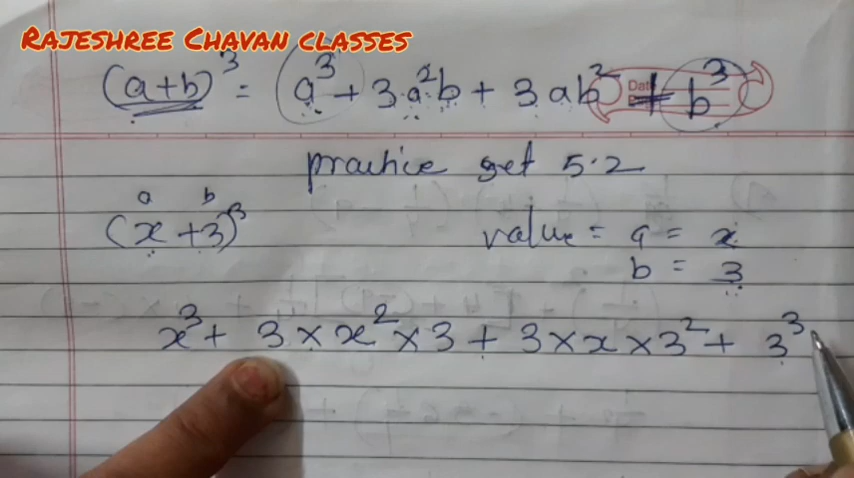 Rajeshree Chavan classes
(a+b)³ = a³ + 3a²b + 3ab² + b³
Date
practice set 5.2
a b
(x+3)³ value = a = x
b = 3
x³ + 3 × x² × 3 + 3 × x × 3² + 3³